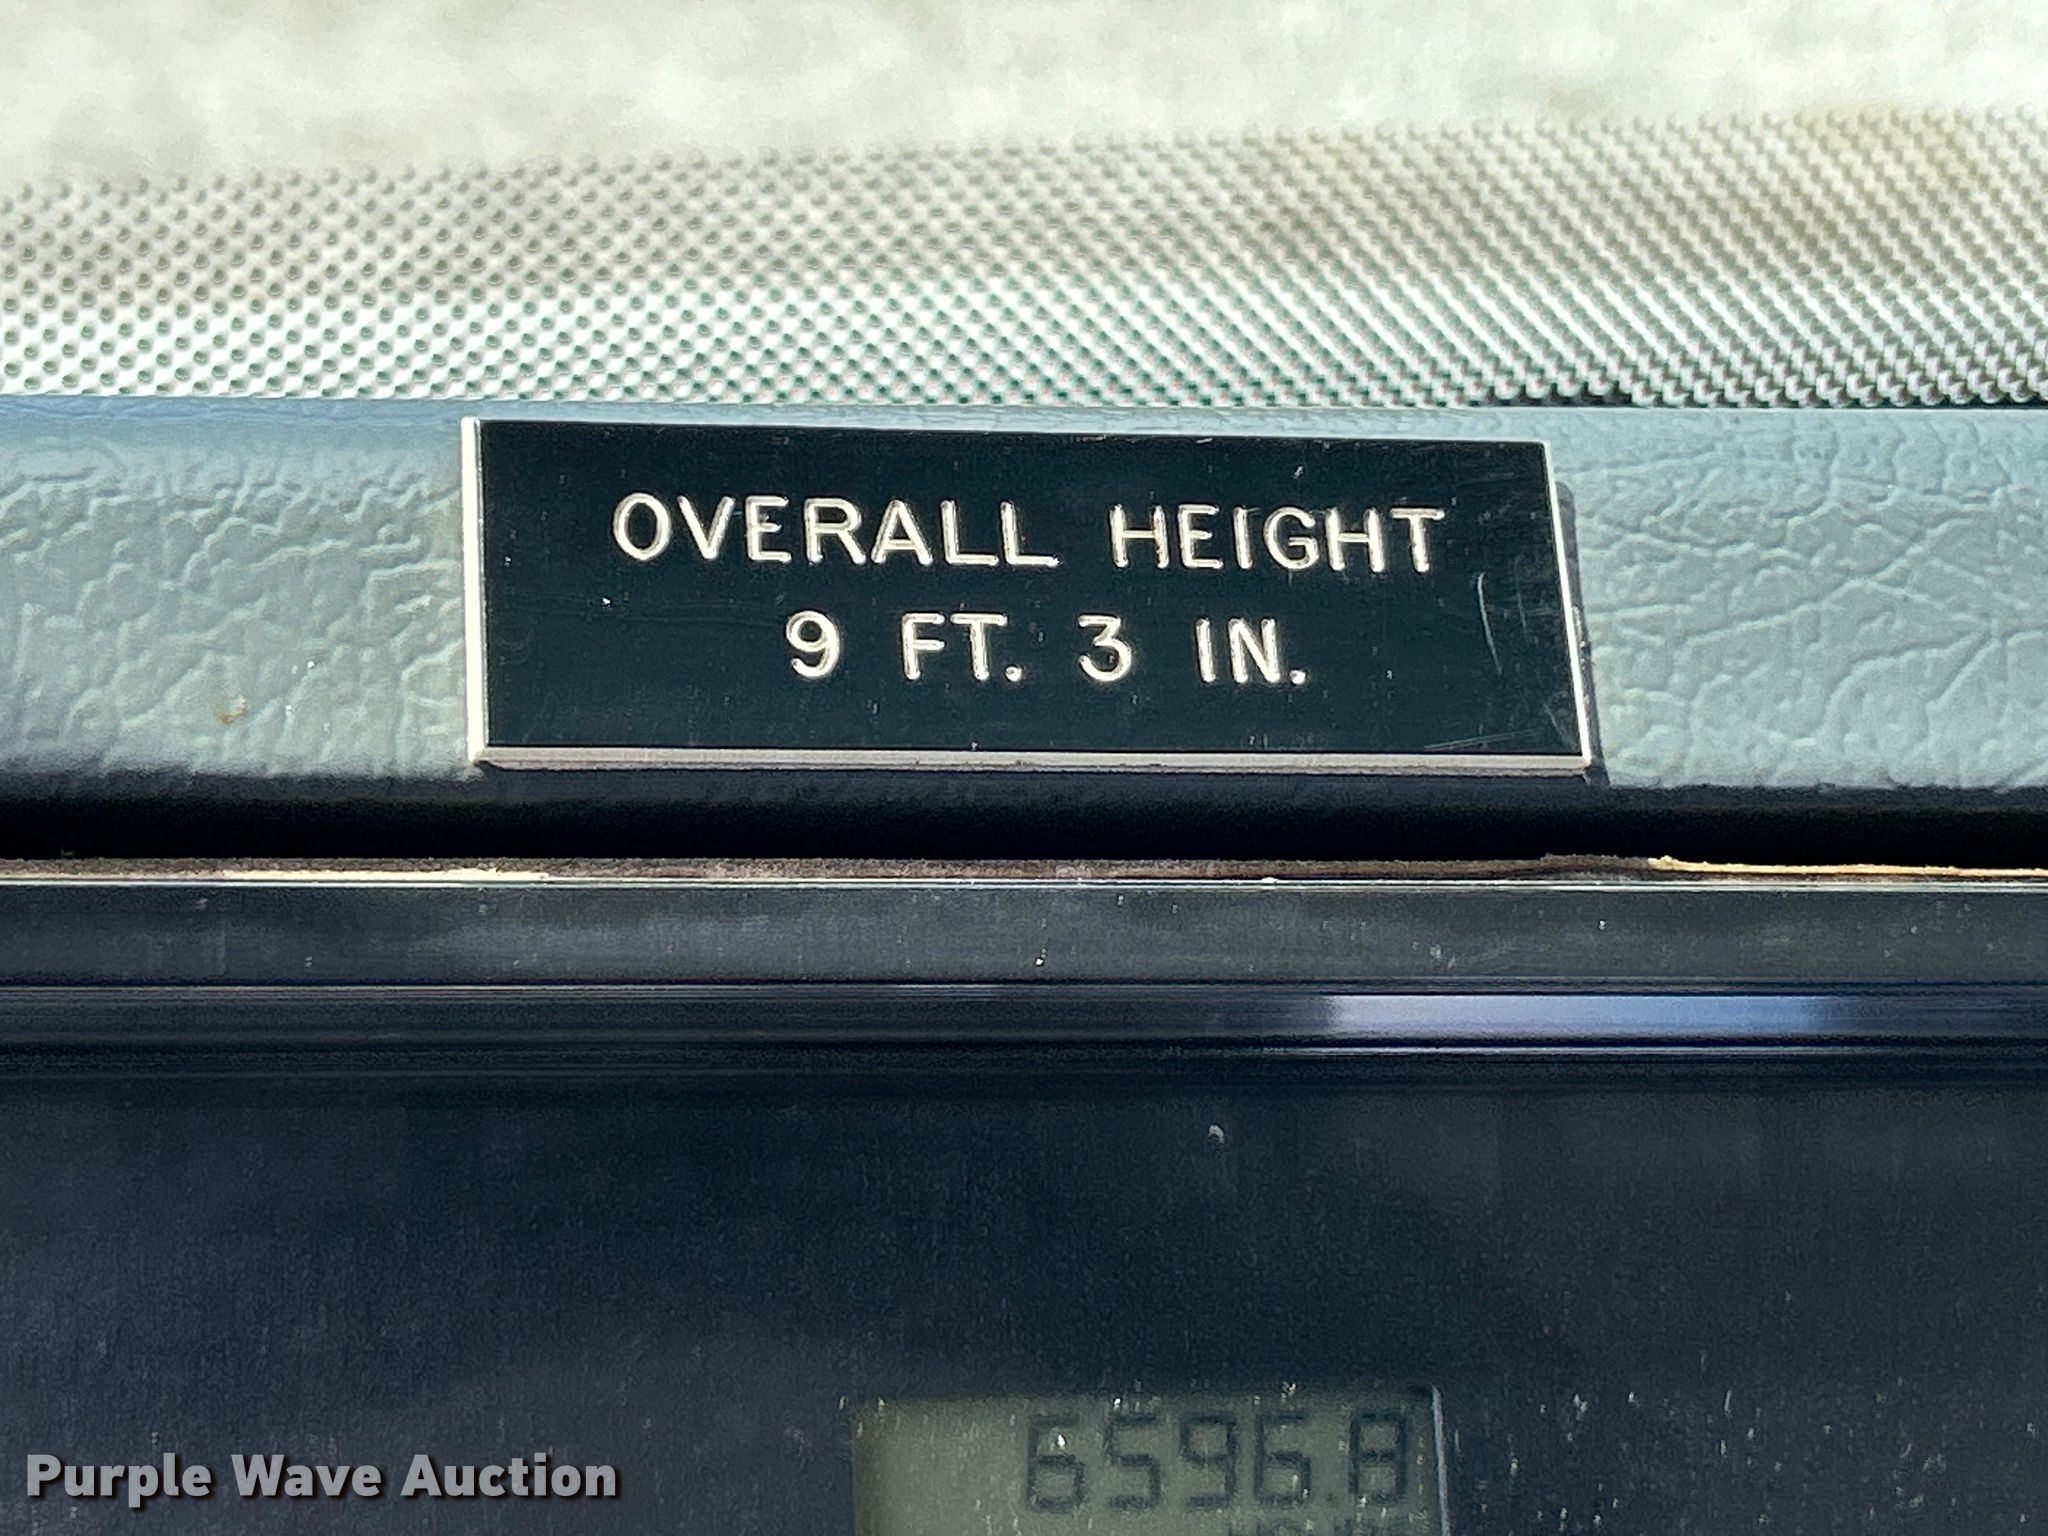 OVERALL HEIGHT
9 FT. 3 IN.
6596.8
Purple Wave Auction